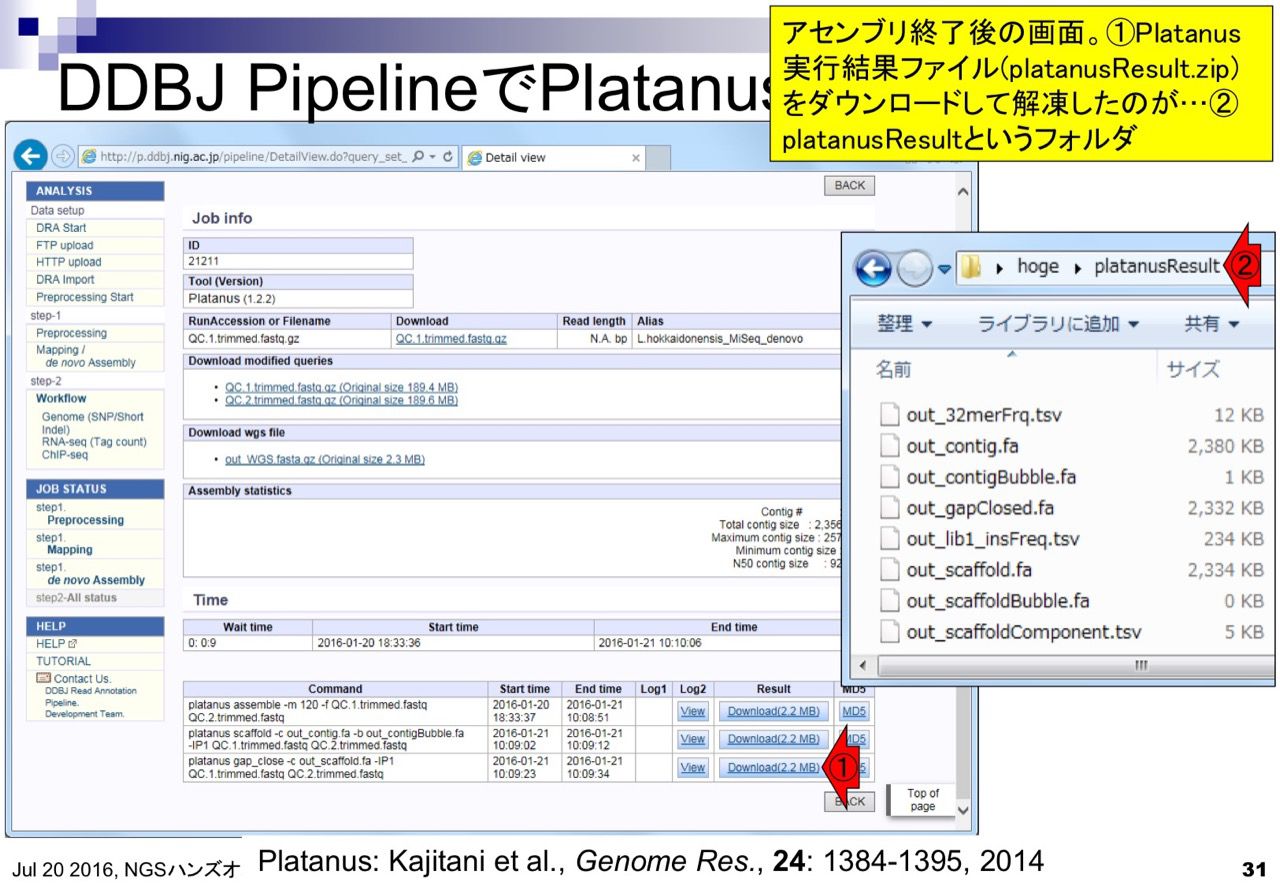 DDBJ PipelineでPlatanus
アセンブリ終了後の画面。①Platanus
実行結果ファイル(platanusResult.zip)
をダウンロードして解凍したのが…②
platanusResultというフォルダ
http://p.ddbj.nig.ac.jp/pipeline/DetailView.do?query_set_
Detail view
BACK
ANALYSIS
Data setup
DRA Start
FTP upload
HTTP upload
DRA Import
Preprocessing Start
step-1
Preprocessing
Mapping /
de novo Assembly
step-2
Workflow
Genome (SNP/Short
Indel)
RNA-seq (Tag count)
ChIP-seq
JOB STATUS
step1.
Preprocessing
step1.
Mapping
step1.
de novo Assembly
step2-All status
HELP
HELP
TUTORIAL
Contact Us.
DDBJ Read Annotation
Pipeline.
Development Team.
Job info
ID
21211
Tool (Version)
Platanus (1.2.2)
RunAccession or Filename Download Read length Alias
QC.1.trimmed.fastq.gz QC.1.trimmed.fastq.gz N.A. bp L.hokkaidonensis_MiSeq_denovo
Download modified queries
• QC.1.trimmed.fastq.gz (Original size 189.4 MB)
• QC.2.trimmed.fastq.gz (Original size 189.6 MB)
Download wgs file
• out_WGS.fasta.gz (Original size 2.3 MB)
Assembly statistics
Contig #
Total contig size : 2,356
Maximum contig size : 257
Minimum contig size
N50 contig size : 92
Time
Wait time Start time End time
0: 0:9 2016-01-20 18:33:36 2016-01-21 10:10:06
Command Start time End time Log1 Log2 Result MD5
platanus assemble -m 120 -f QC.1.trimmed.fastq
QC.2.trimmed.fastq
2016-01-20
18:33:37
2016-01-21
10:08:51
View Download(2.2 MB) MD5
platanus scaffold -c out_contig.fa -b out_contigBubble.fa
-IP1 QC.1.trimmed.fastq QC.2.trimmed.fastq
2016-01-21
10:09:02
2016-01-21
10:09:12
View Download(2.2 MB) MD5
platanus gap_close -c out_scaffold.fa -IP1
QC.1.trimmed.fastq QC.2.trimmed.fastq
2016-01-21
10:09:23
2016-01-21
10:09:34
View Download(2.2 MB) ①
BACK
Top of
page
hoge platanusResult ②
整理 ライブラリに追加 共有
名前 サイズ
out_32merFrq.tsv 12 KB
out_contig.fa 2,380 KB
out_contigBubble.fa 1 KB
out_gapClosed.fa 2,332 KB
out_lib1_insFreq.tsv 234 KB
out_scaffold.fa 2,334 KB
out_scaffoldBubble.fa 0 KB
out_scaffoldComponent.tsv 5 KB
Jul 20 2016, NGSハンズオ
Platanus: Kajitani et al., Genome Res., 24: 1384-1395, 2014
31